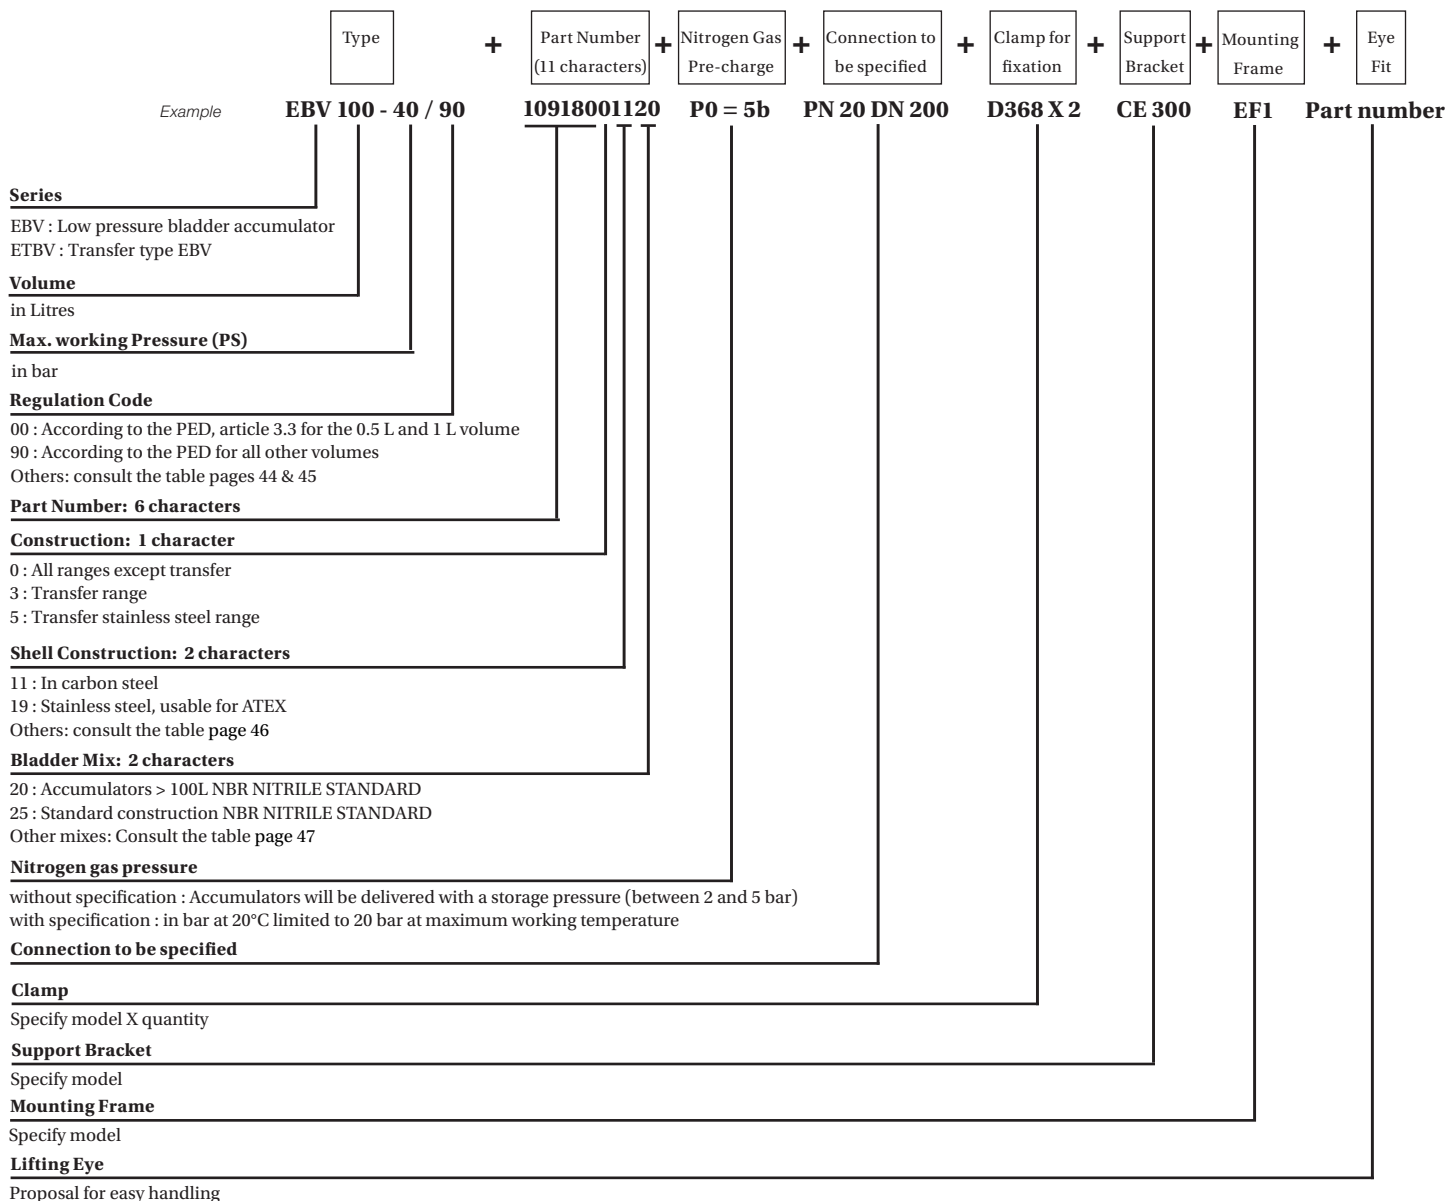 Type + Part Number + Nitrogen Gas + Connection to + Clamp for + Support + Mounting + Eye
(11 characters) Pre-charge be specified fixation Bracket Frame Fit
Example EBV 100 - 40 / 90 10918001120 P0 = 5b PN 20 DN 200 D368 X 2 CE 300 EF1 Part number
Series
EBV : Low pressure bladder accumulator
ETBV : Transfer type EBV
Volume
in Litres
Max. working Pressure (PS)
in bar
Regulation Code
00 : According to the PED, article 3.3 for the 0.5 L and 1 L volume
90 : According to the PED for all other volumes
Others: consult the table pages 44 & 45
Part Number: 6 characters
Construction: 1 character
0 : All ranges except transfer
3 : Transfer range
5 : Transfer stainless steel range
Shell Construction: 2 characters
11 : In carbon steel
19 : Stainless steel, usable for ATEX
Others: consult the table page 46
Bladder Mix: 2 characters
20 : Accumulators > 100L NBR NITRILE STANDARD
25 : Standard construction NBR NITRILE STANDARD
Other mixes: Consult the table page 47
Nitrogen gas pressure
without specification : Accumulators will be delivered with a storage pressure (between 2 and 5 bar)
with specification : in bar at 20°C limited to 20 bar at maximum working temperature
Connection to be specified
Clamp
Specify model X quantity
Support Bracket
Specify model
Mounting Frame
Specify model
Lifting Eye
Proposal for easy handling